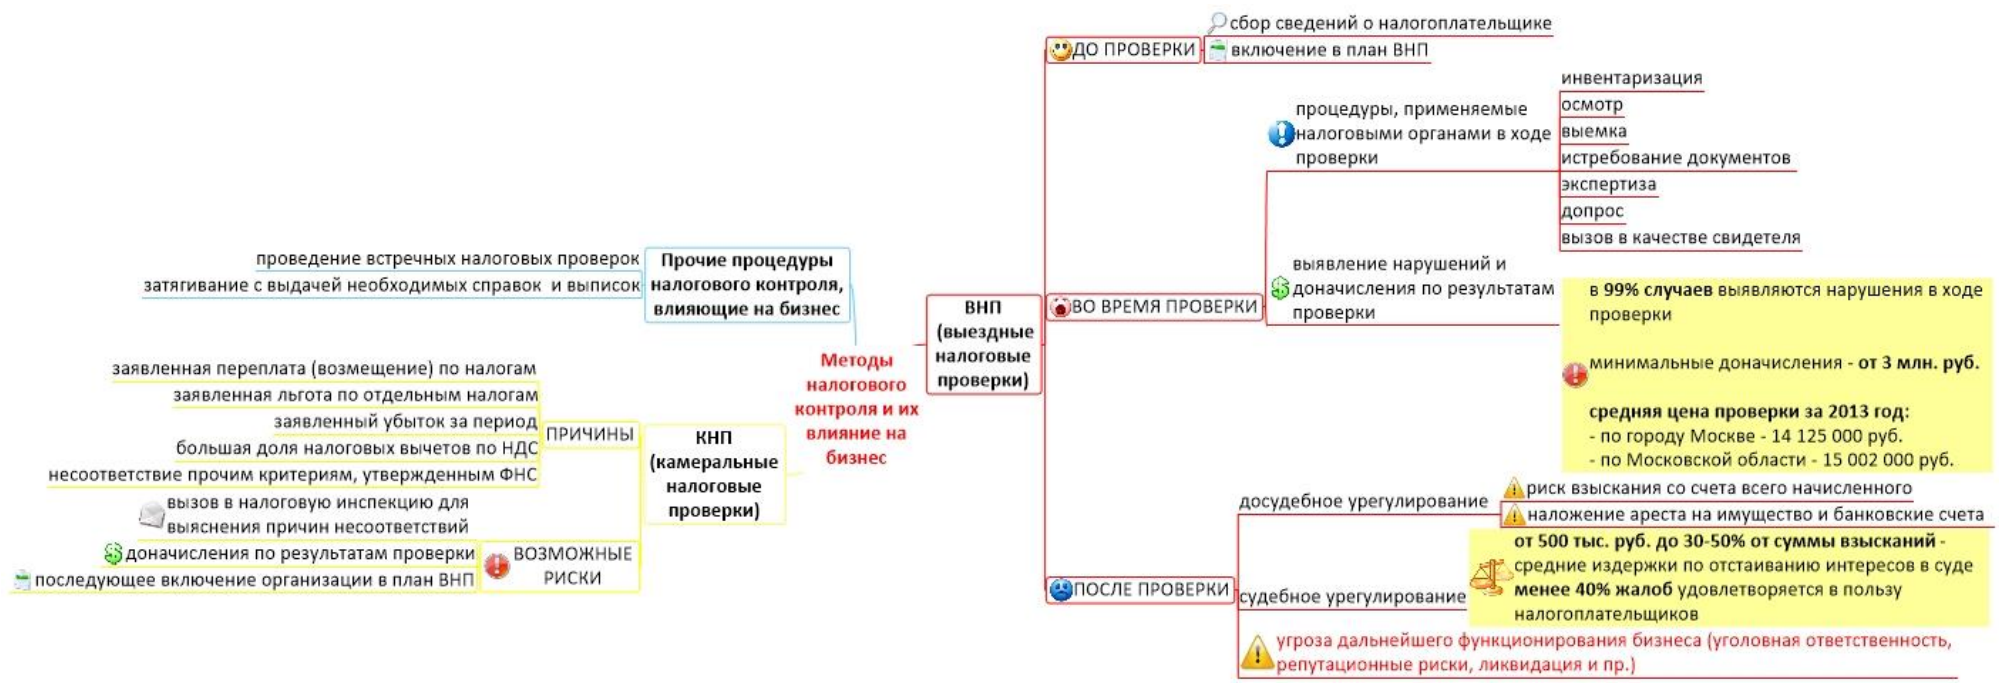 Методы
налогового
контроля и их
влияние на
бизнес
Прочие процедуры
налогового контроля,
влияющие на бизнес
проведение встречных налоговых проверок
затягивание с выдачей необходимых справок и выписок
КНП
(камеральные
налоговые
проверки)
ПРИЧИНЫ
заявленная переплата (возмещение) по налогам
заявленная льгота по отдельным налогам
заявленный убыток за период
большая доля налоговых вычетов по НДС
несоответствие прочим критериям, утвержденным ФНС
ВОЗМОЖНЫЕ
РИСКИ
вызов в налоговую инспекцию для
выяснения причин несоответствий
доначисления по результатам проверки
последующее включение организации в план ВНП
ВНП
(выездные
налоговые
проверки)
ДО ПРОВЕРКИ
сбор сведений о налогоплательщике
включение в план ВНП
ВО ВРЕМЯ ПРОВЕРКИ
процедуры, применяемые
налоговыми органами в ходе
проверки
инвентаризация
осмотр
выемка
истребование документов
экспертиза
допрос
вызов в качестве свидетеля
выявление нарушений и
доначисления по результатам
проверки
в 99% случаев выявляются нарушения в ходе
проверки
минимальные доначисления - от 3 млн. руб.
средняя цена проверки за 2013 год:
- по городу Москве - 14 125 000 руб.
- по Московской области - 15 002 000 руб.
ПОСЛЕ ПРОВЕРКИ
досудебное урегулирование
риск взыскания со счета всего начисленного
наложение ареста на имущество и банковские счета
судебное урегулирование
от 500 тыс. руб. до 30-50% от суммы взысканий -
средние издержки по отстаиванию интересов в суде
менее 40% жалоб удовлетворяется в пользу
налогоплательщиков
угроза дальнейшего функционирования бизнеса (уголовная ответственность,
репутационные риски, ликвидация и пр.)